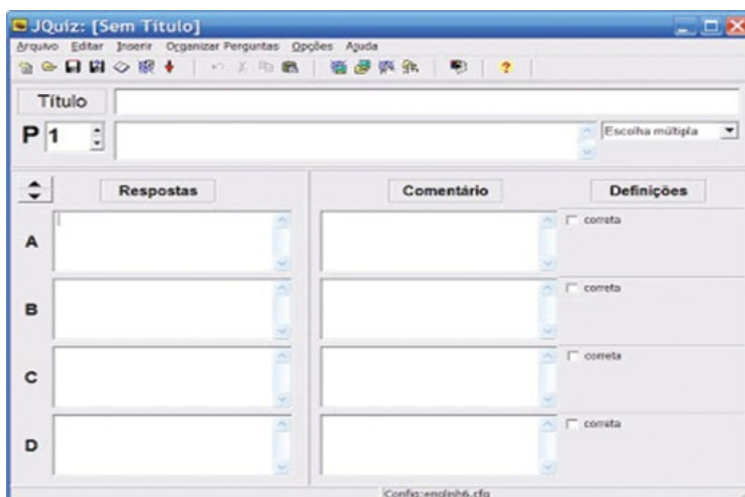 JQuiz: [Sem Título]
Arquivo Editar Inserir Organizar Perguntas Opções Ajuda
Título
P 1 Escolha múltipla
Respostas Comentário Definições
A correta
B correta
C correta
D correta
Config:english6.cfg